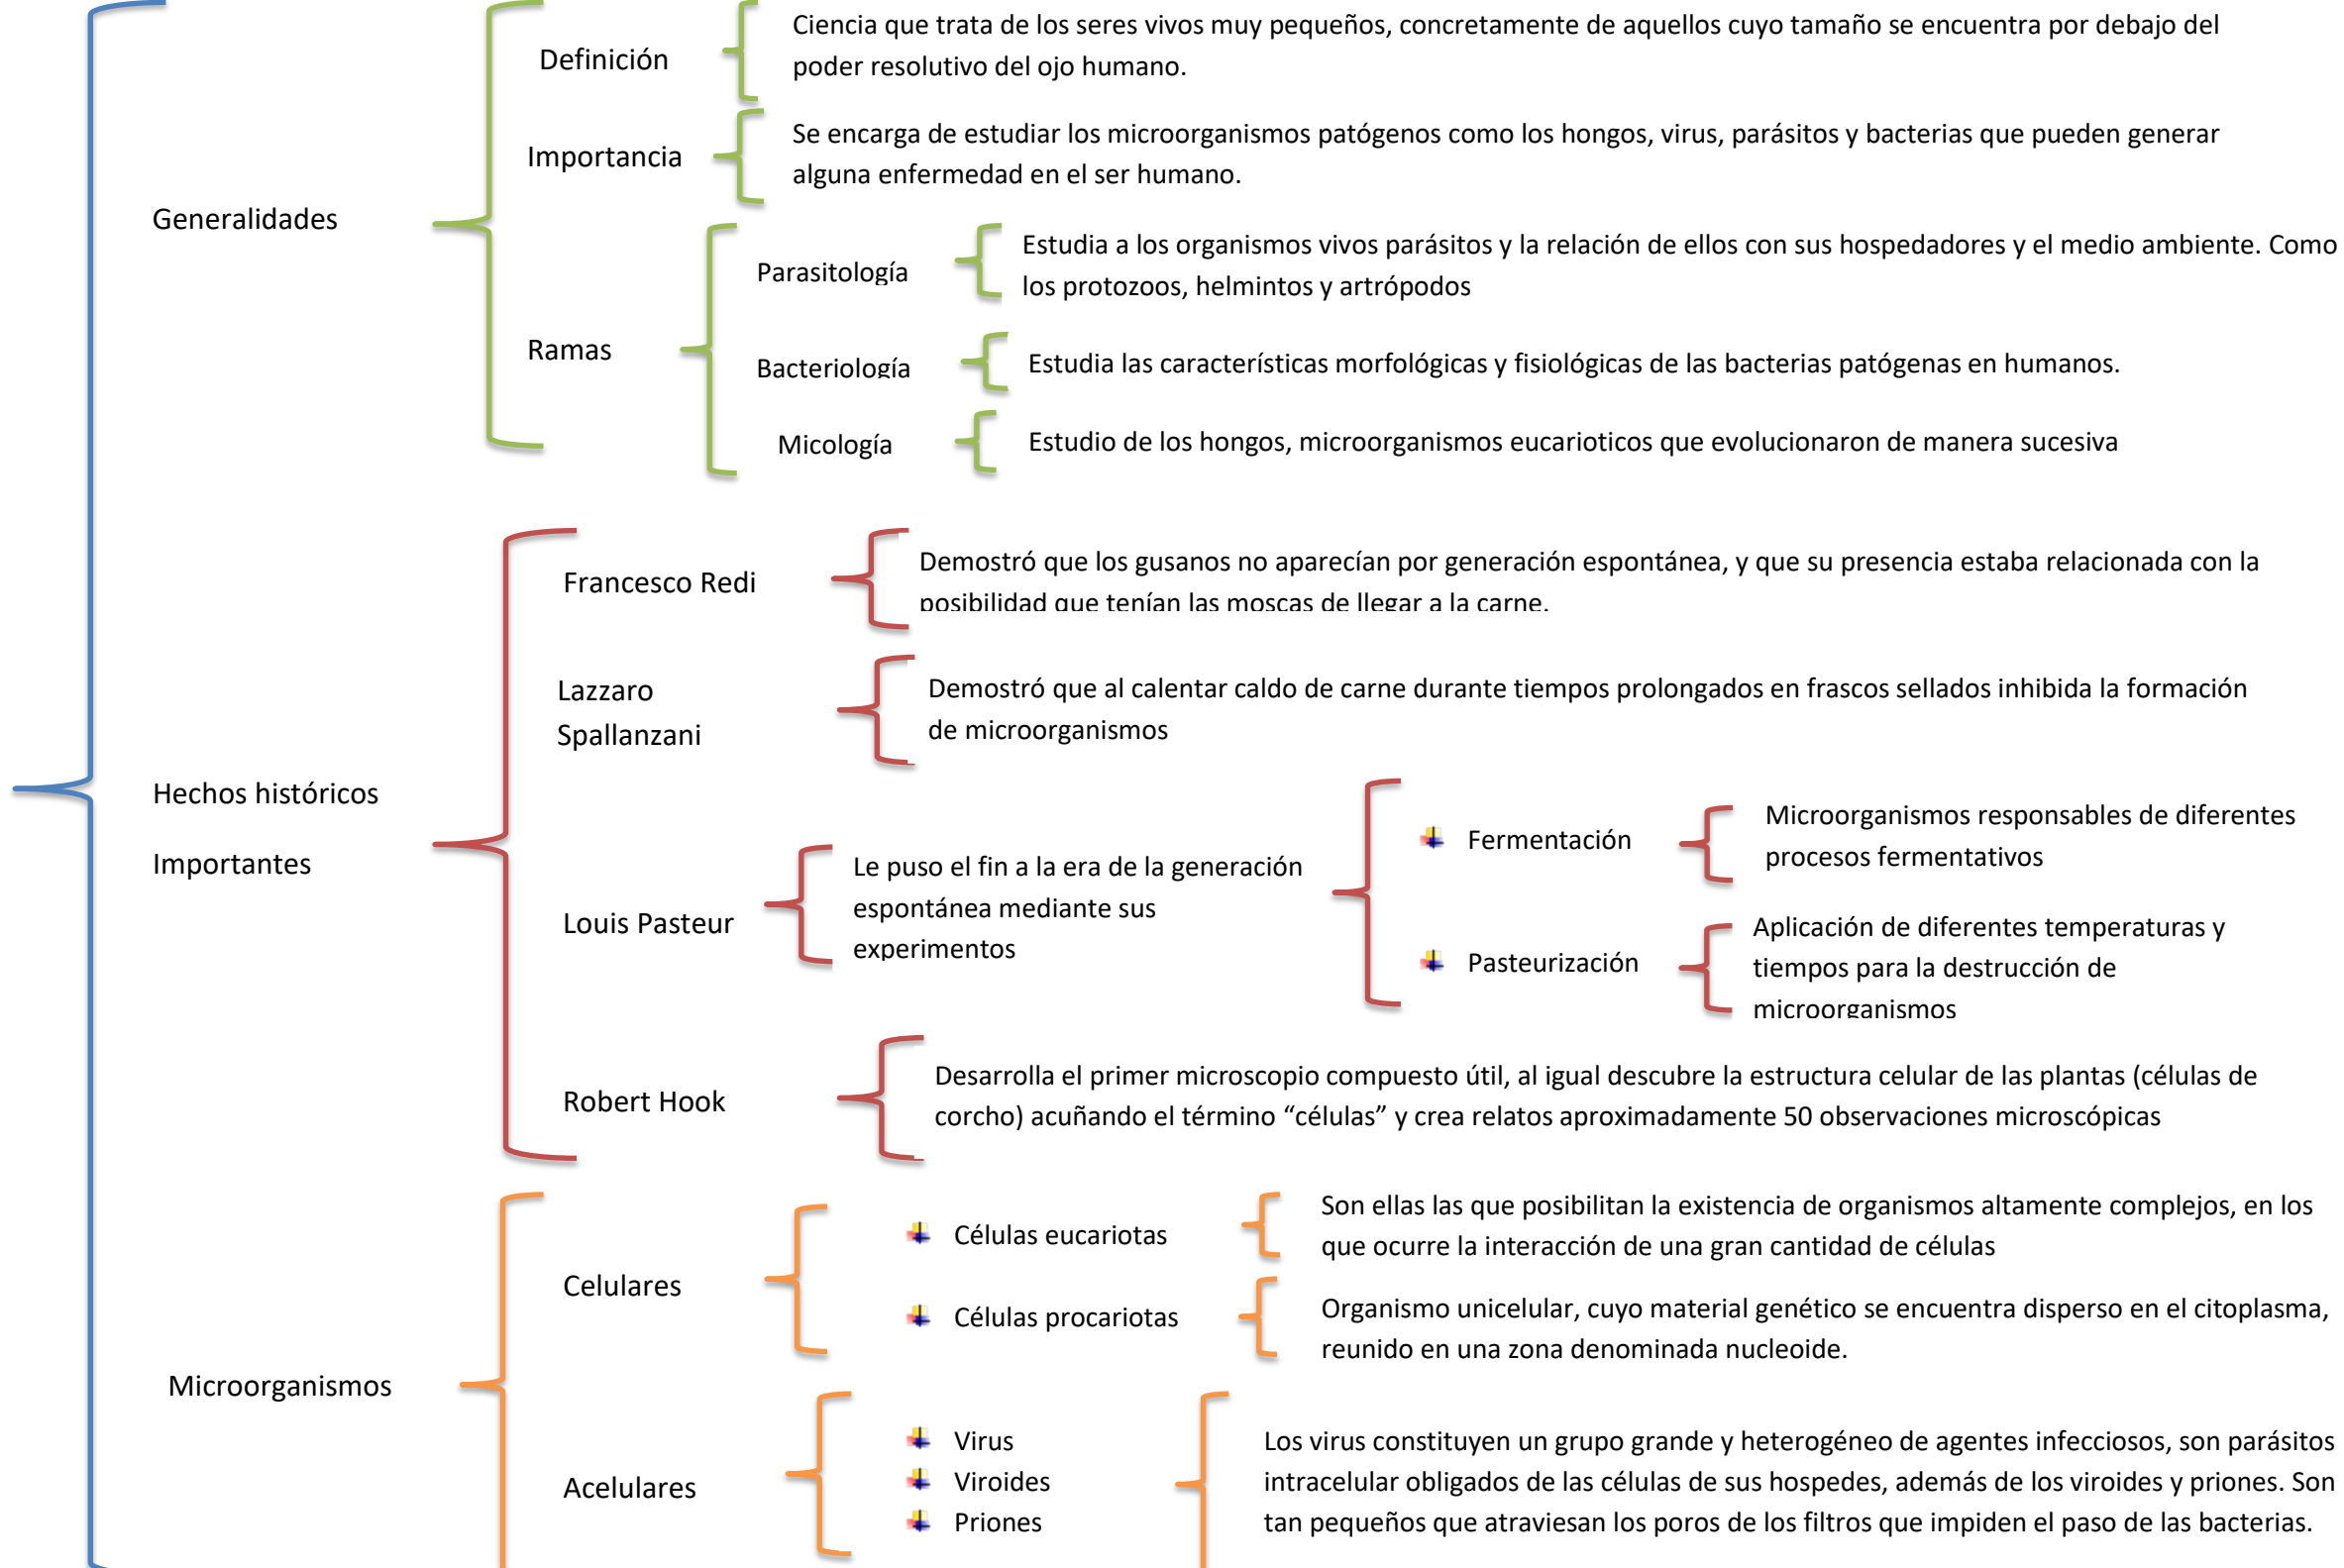 Generalidades
Definición
Ciencia que trata de los seres vivos muy pequeños, concretamente de aquellos cuyo tamaño se encuentra por debajo del
poder resolutivo del ojo humano.
Importancia
Se encarga de estudiar los microorganismos patógenos como los hongos, virus, parásitos y bacterias que pueden generar
alguna enfermedad en el ser humano.
Ramas
Parasitología
Estudia a los organismos vivos parásitos y la relación de ellos con sus hospedadores y el medio ambiente. Como
los protozoos, helmintos y artrópodos
Bacteriología
Estudia las características morfológicas y fisiológicas de las bacterias patógenas en humanos.
Micología
Estudio de los hongos, microorganismos eucarioticos que evolucionaron de manera sucesiva
Hechos históricos
Importantes
Francesco Redi
Demostró que los gusanos no aparecían por generación espontánea, y que su presencia estaba relacionada con la
posibilidad que tenían las moscas de llegar a la carne.
Lazzaro
Spallanzani
Demostró que al calentar caldo de carne durante tiempos prolongados en frascos sellados inhibida la formación
de microorganismos
Louis Pasteur
Le puso el fin a la era de la generación
espontánea mediante sus
experimentos
Fermentación
Microorganismos responsables de diferentes
procesos fermentativos
Pasteurización
Aplicación de diferentes temperaturas y
tiempos para la destrucción de
microorganismos
Robert Hook
Desarrolla el primer microscopio compuesto útil, al igual descubre la estructura celular de las plantas (células de
corcho) acuñando el término “células” y crea relatos aproximadamente 50 observaciones microscópicas
Microorganismos
Celulares
Células eucariotas
Son ellas las que posibilitan la existencia de organismos altamente complejos, en los
que ocurre la interacción de una gran cantidad de células
Células procariotas
Organismo unicelular, cuyo material genético se encuentra disperso en el citoplasma,
reunido en una zona denominada nucleoide.
Acelulares
Virus
Viroides
Priones
Los virus constituyen un grupo grande y heterogéneo de agentes infecciosos, son parásitos
intracelular obligados de las células de sus hospedes, además de los viroides y priones. Son
tan pequeños que atraviesan los poros de los filtros que impiden el paso de las bacterias.